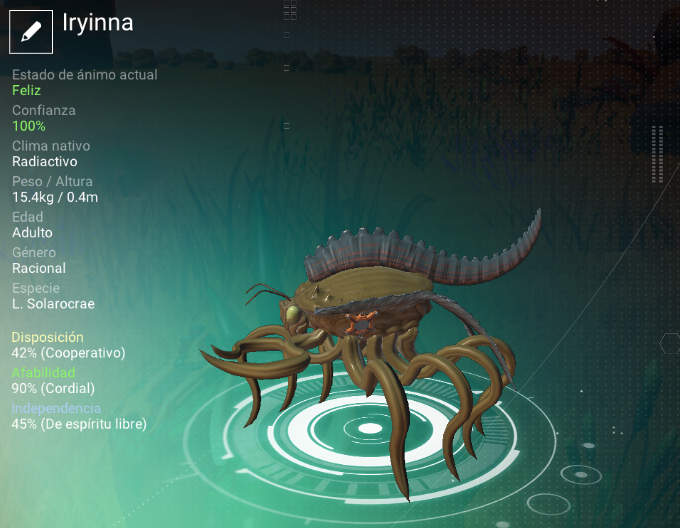 Iryinna
Estado de ánimo actual
Feliz
Confianza
100%
Clima nativo
Radiactivo
Peso / Altura
15.4kg / 0.4m
Edad
Adulto
Género
Racional
Especie
L. Solarocrae
Disposición
42% (Cooperativo)
Afabilidad
90% (Cordial)
Independencia
45% (De espíritu libre)